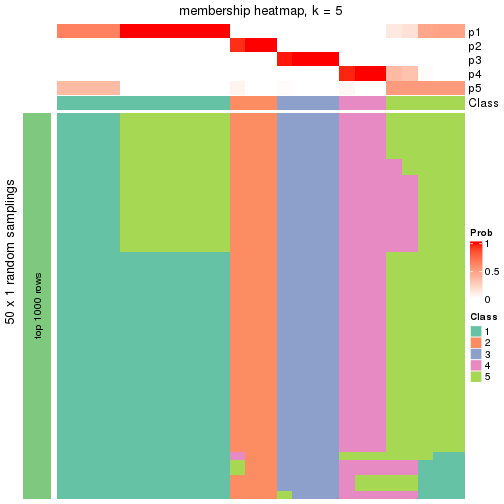 membership heatmap, k = 5
p1
p2
p3
p4
p5
Class
50 x 1 random samplings
top 1000 rows
Prob
1
0.5
0
Class
1
2
3
4
5